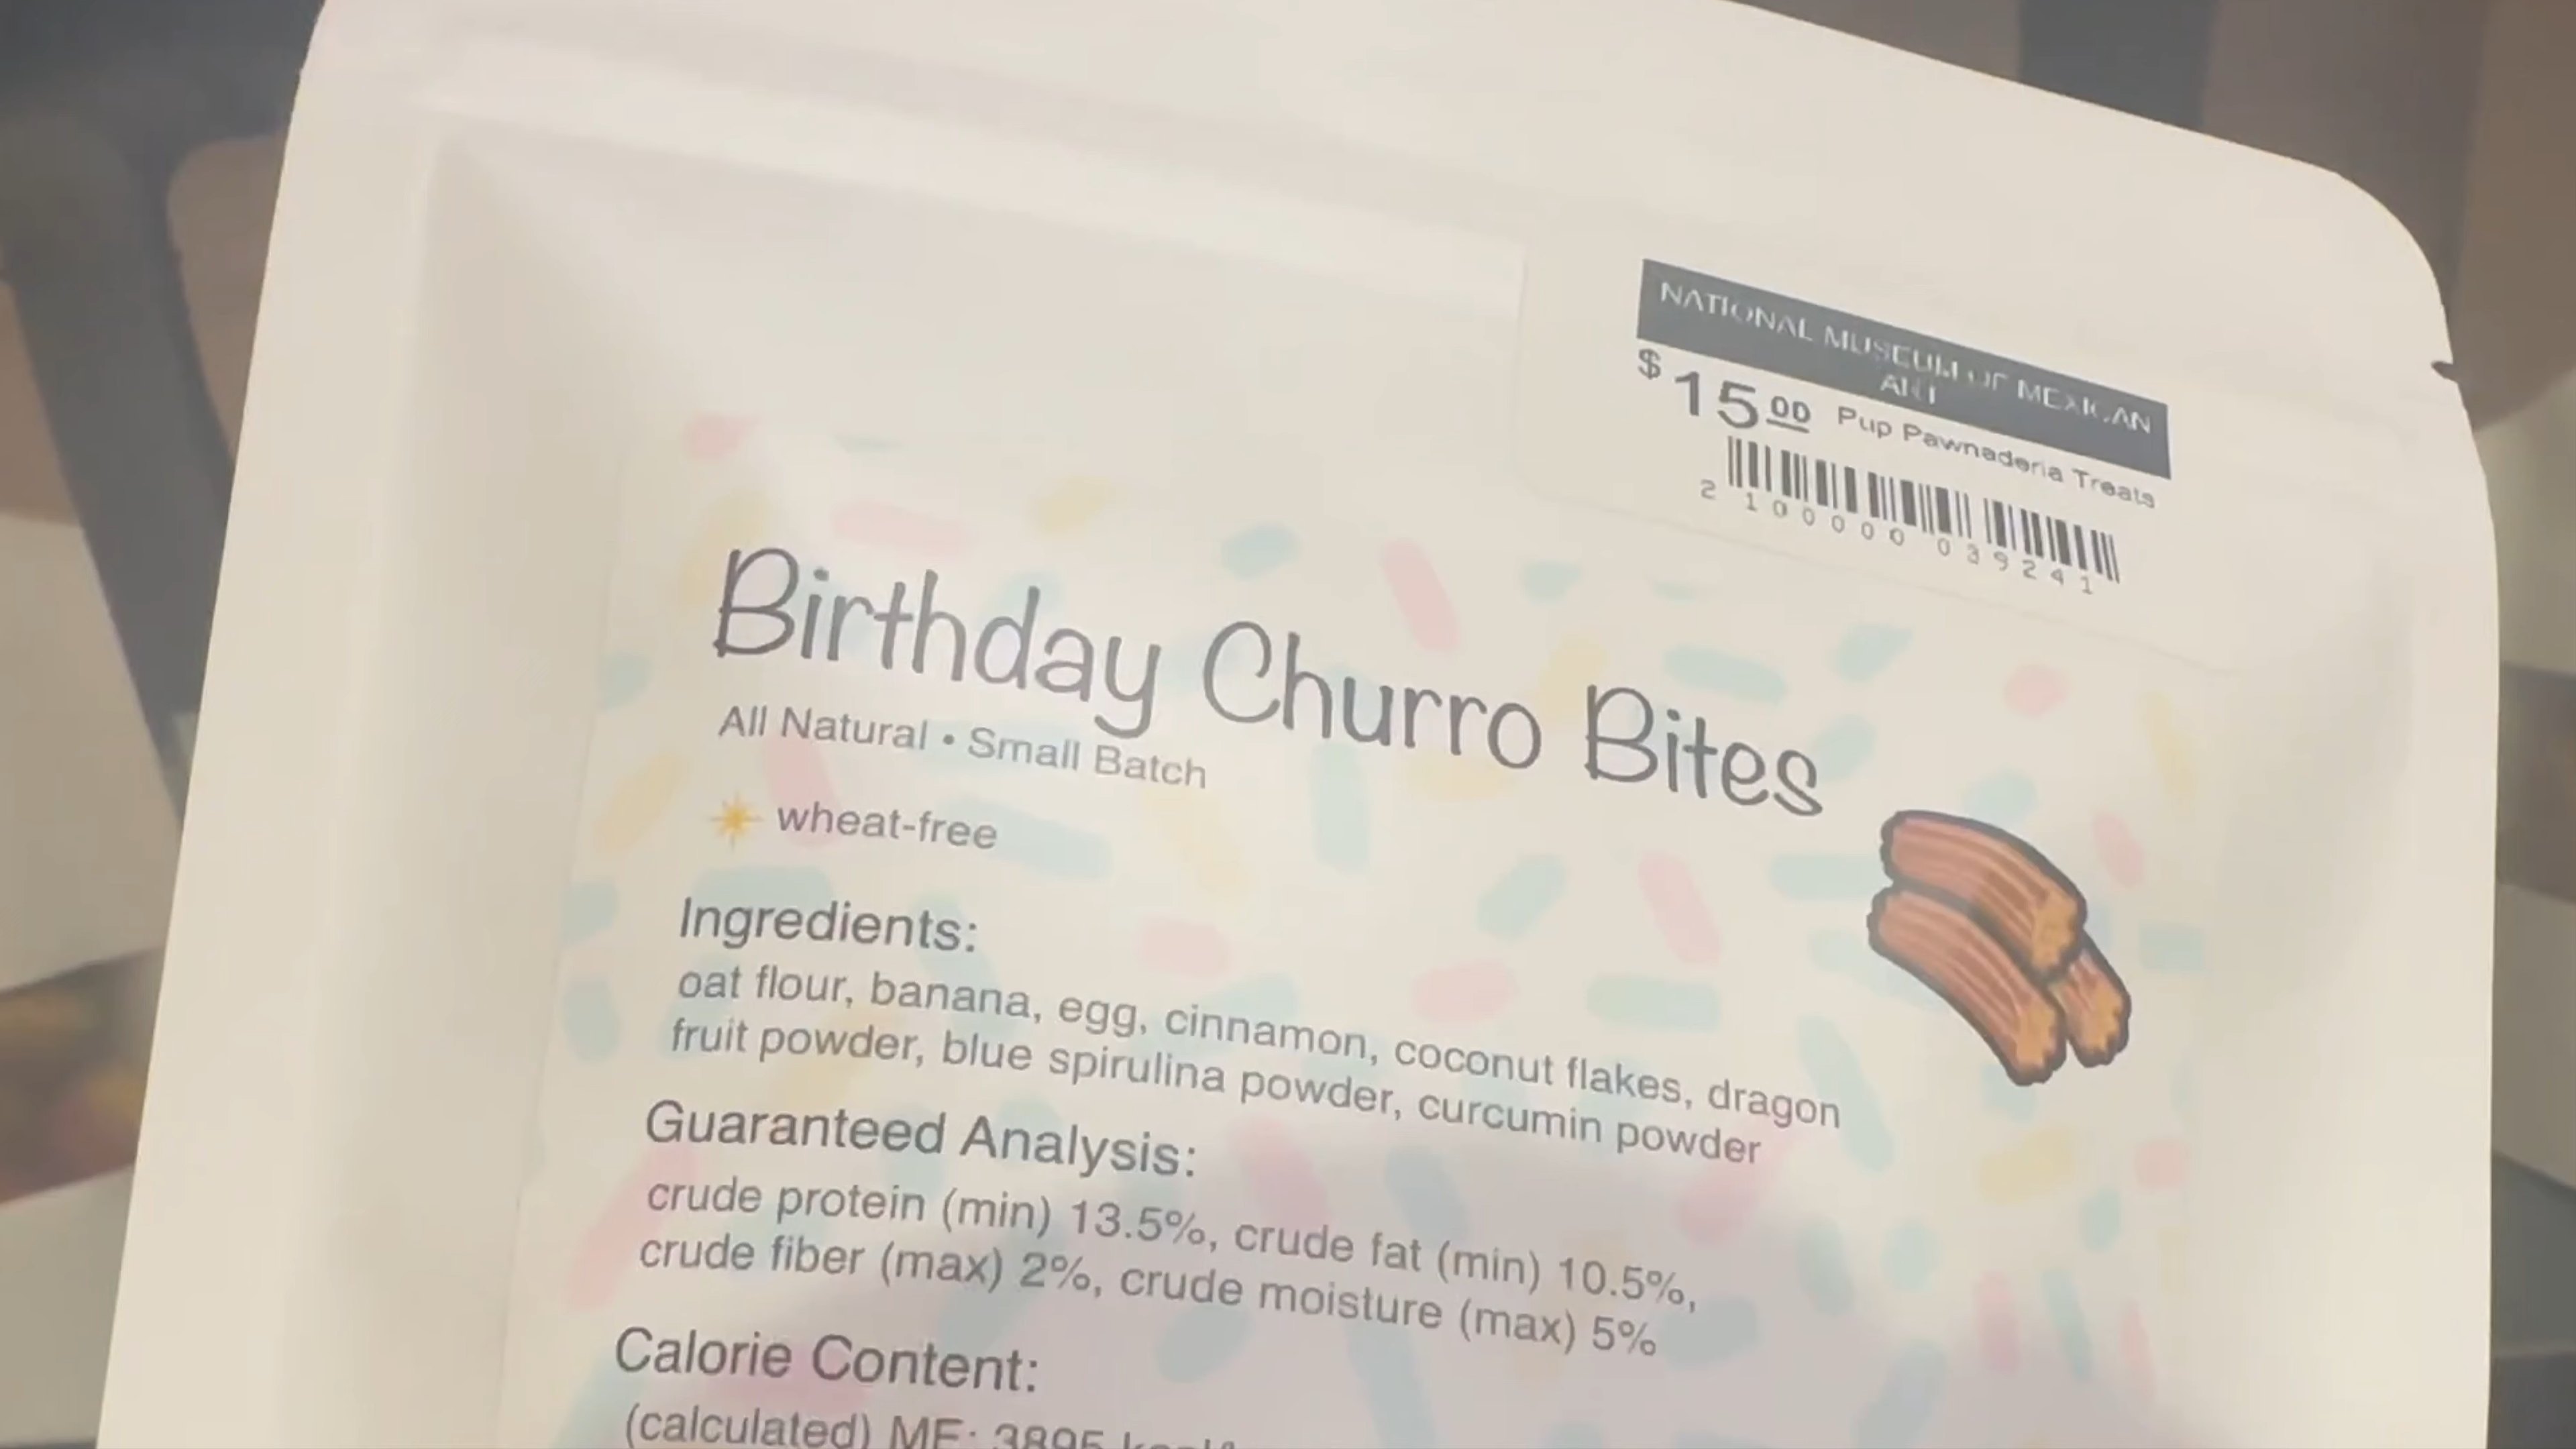 NATIONAL MUSEUM OF MEXICAN
ART
$15.00 Pup Pawnaderia Treats
2 100000 039241
Birthday Churro Bites
All Natural • Small Batch
wheat-free
Ingredients:
oat flour, banana, egg, cinnamon, coconut flakes, dragon
fruit powder, blue spirulina powder, curcumin powder
Guaranteed Analysis:
crude protein (min) 13.5%, crude fat (min) 10.5%,
crude fiber (max) 2%, crude moisture (max) 5%
Calorie Content:
(calculated) ME: 3895